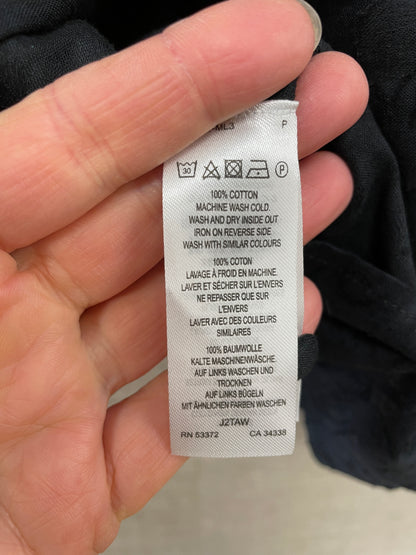 P
30
P
100% COTTON
MACHINE WASH COLD
WASH AND DRY INSIDE OUT
IRON ON REVERSE SIDE
WASH WITH SIMILAR COLOURS
100% COTON
LAVAGE À FROID EN MACHINE.
LAVER ET SÉCHER SUR L'ENVERS
NE REPASSER QUE SUR
L'ENVERS
LAVER AVEC DES COULEURS
SIMILAIRES
100% BAUMWOLLE
KALTE MASCHINENWÄSCHE
AUF LINKS WASCHEN UND
TROCKNEN
AUF LINKS BÜGELN
MIT ÄHNLICHEN FARBEN WASCHEN
J2TAW
RN 53372 CA 34338